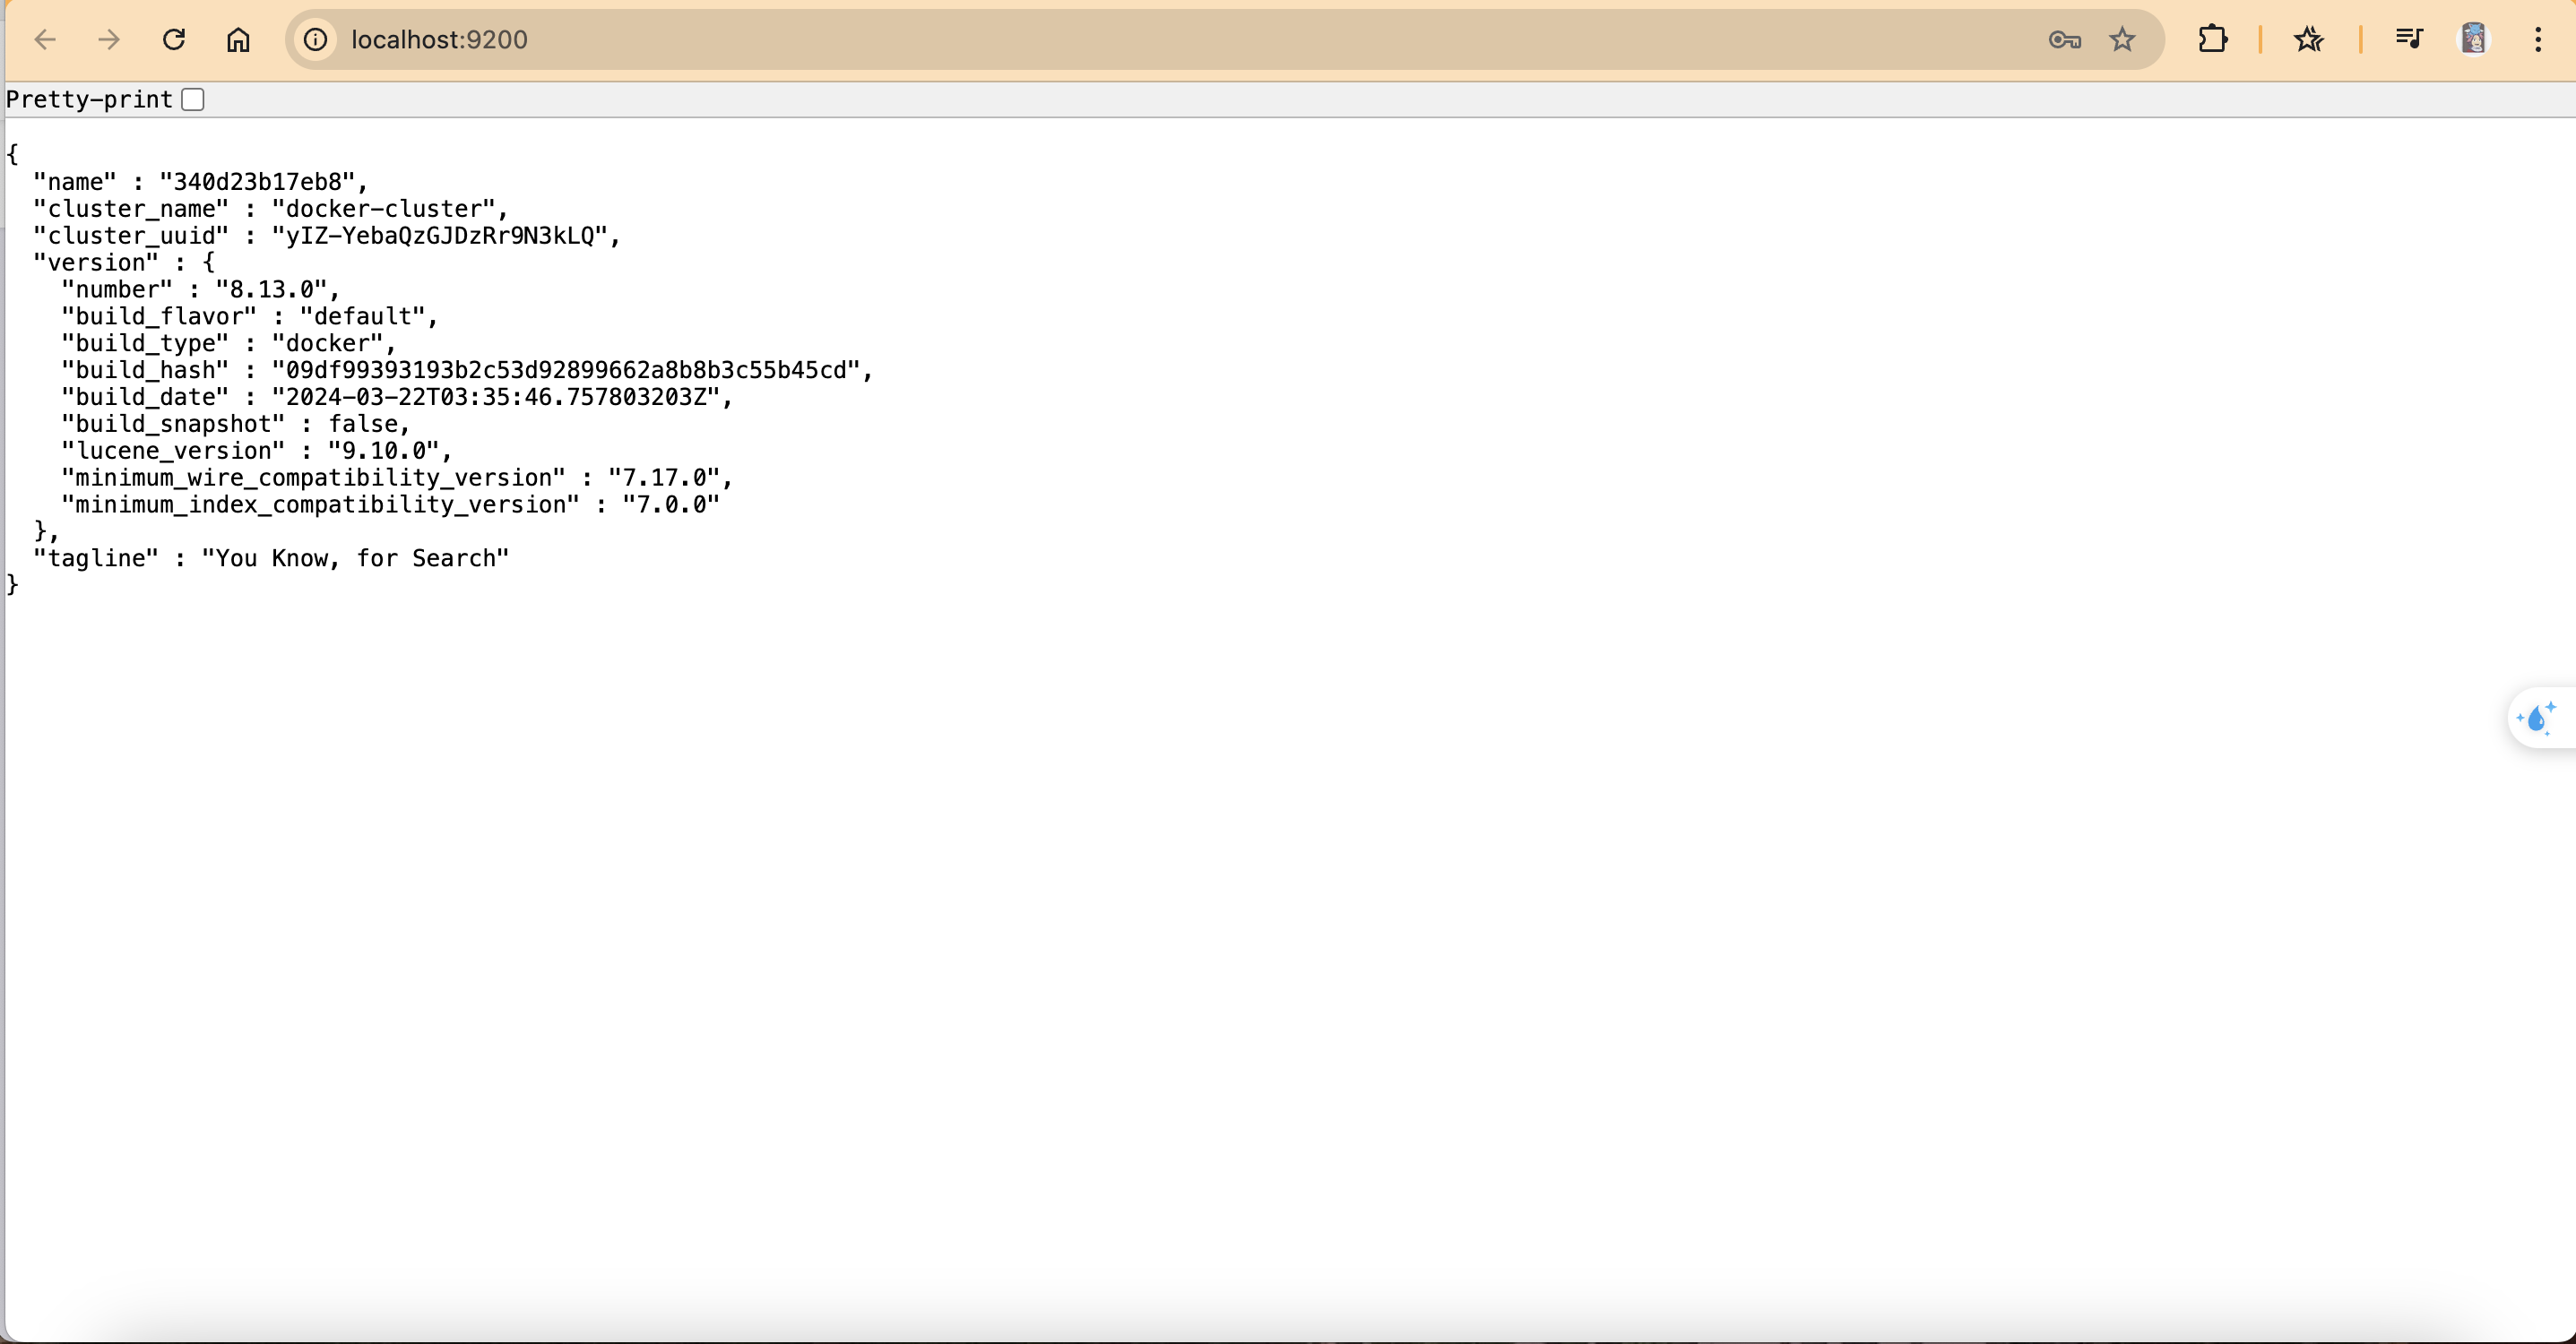 localhost:9200
Pretty-print
{
  "name" : "340d23b17eb8",
  "cluster_name" : "docker-cluster",
  "cluster_uuid" : "yIZ-YebaQzGJDzRr9N3kLQ",
  "version" : {
    "number" : "8.13.0",
    "build_flavor" : "default",
    "build_type" : "docker",
    "build_hash" : "09df99393193b2c53d92899662a8b8b3c55b45cd",
    "build_date" : "2024-03-22T03:35:46.757803203Z",
    "build_snapshot" : false,
    "lucene_version" : "9.10.0",
    "minimum_wire_compatibility_version" : "7.17.0",
    "minimum_index_compatibility_version" : "7.0.0"
  },
  "tagline" : "You Know, for Search"
}